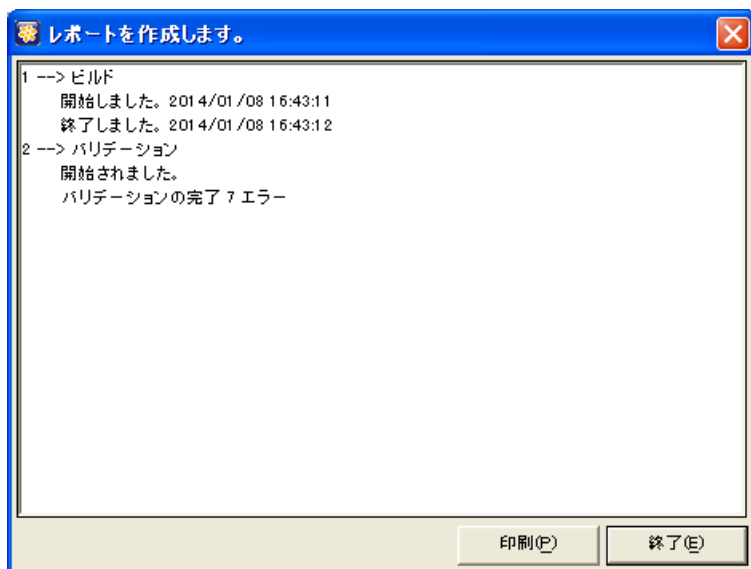 レポートを作成します。
1 --> ビルド
開始しました。2014/01/08 16:43:11
終了しました。2014/01/08 16:43:12
2 --> バリデーション
開始されました。
バリデーションの完了 7 エラー
印刷(P)
終了(E)